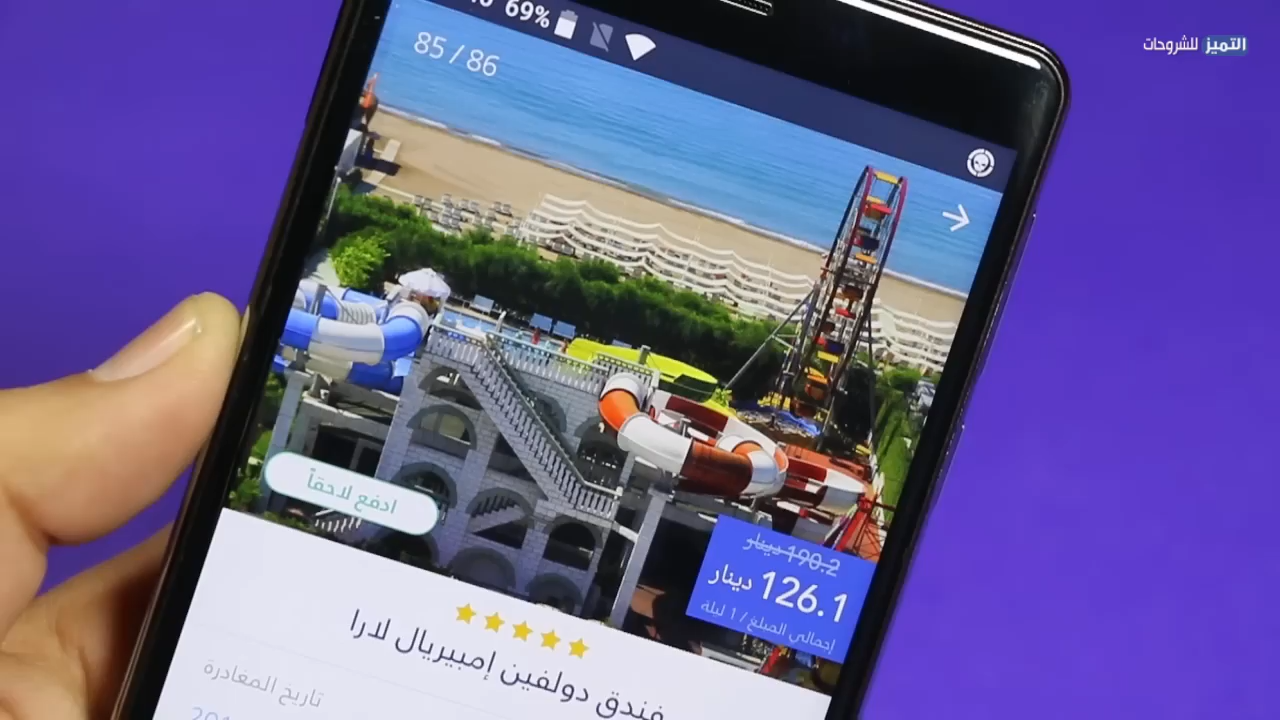 التميز للشروحات
69%
85 / 86
ادفع لاحقاً
190.2 دينار
126.1 دينار
إجمالي المبلغ / 1 ليلة
فندق دولفين إمبيريال لارا
تاريخ المغادرة